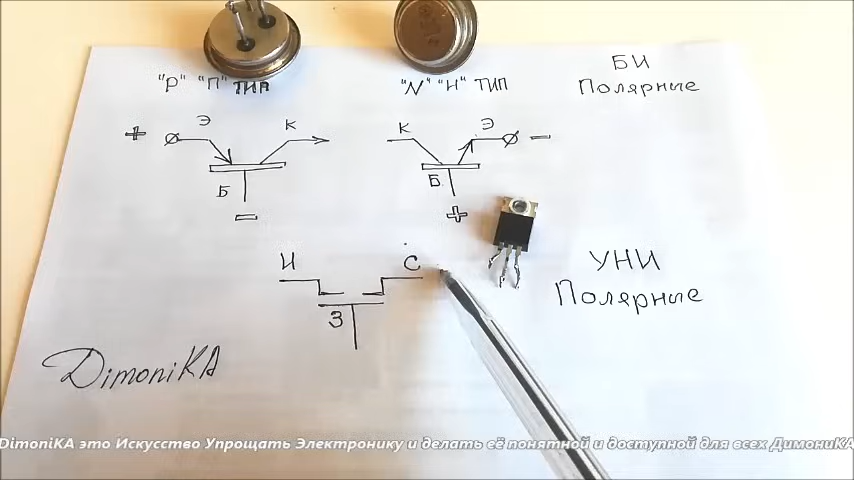 "Р" "П" ТИП
"N" "Н" ТИП
БИ
Полярные
+ Э К
К Э −
Б
Б
−
+
И С
З
УНИ
Полярные
DimoniKA
DimoniKA это Искусство Упрощать Электронику и делать её понятной и доступной для всех ДимониКА